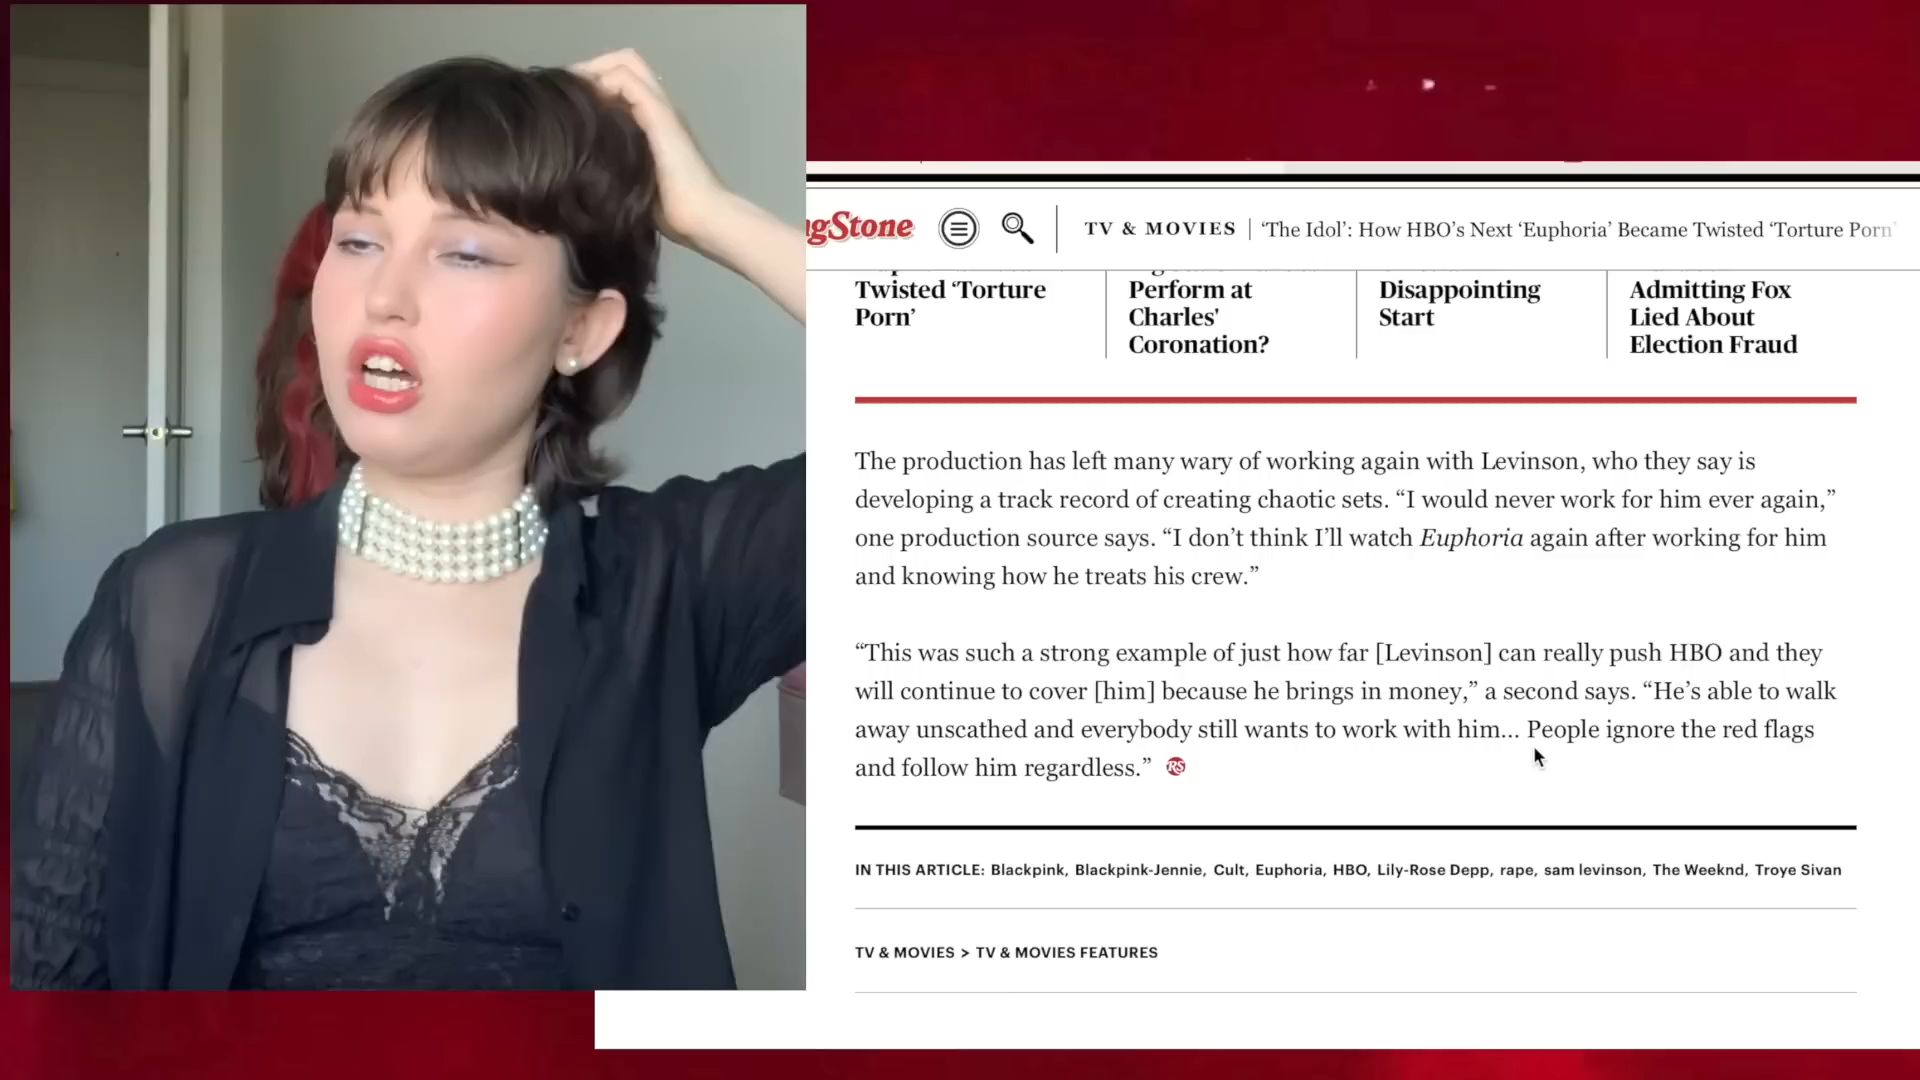 gStone
TV & MOVIES | ‘The Idol’: How HBO’s Next ‘Euphoria’ Became Twisted ‘Torture Porn’
Twisted ‘Torture
Porn’
Perform at
Charles'
Coronation?
Disappointing
Start
Admitting Fox
Lied About
Election Fraud
The production has left many wary of working again with Levinson, who they say is
developing a track record of creating chaotic sets. “I would never work for him ever again,”
one production source says. “I don’t think I’ll watch Euphoria again after working for him
and knowing how he treats his crew.”
“This was such a strong example of just how far [Levinson] can really push HBO and they
will continue to cover [him] because he brings in money,” a second says. “He’s able to walk
away unscathed and everybody still wants to work with him... People ignore the red flags
and follow him regardless.” RS
IN THIS ARTICLE: Blackpink, Blackpink-Jennie, Cult, Euphoria, HBO, Lily-Rose Depp, rape, sam levinson, The Weeknd, Troye Sivan
TV & MOVIES > TV & MOVIES FEATURES